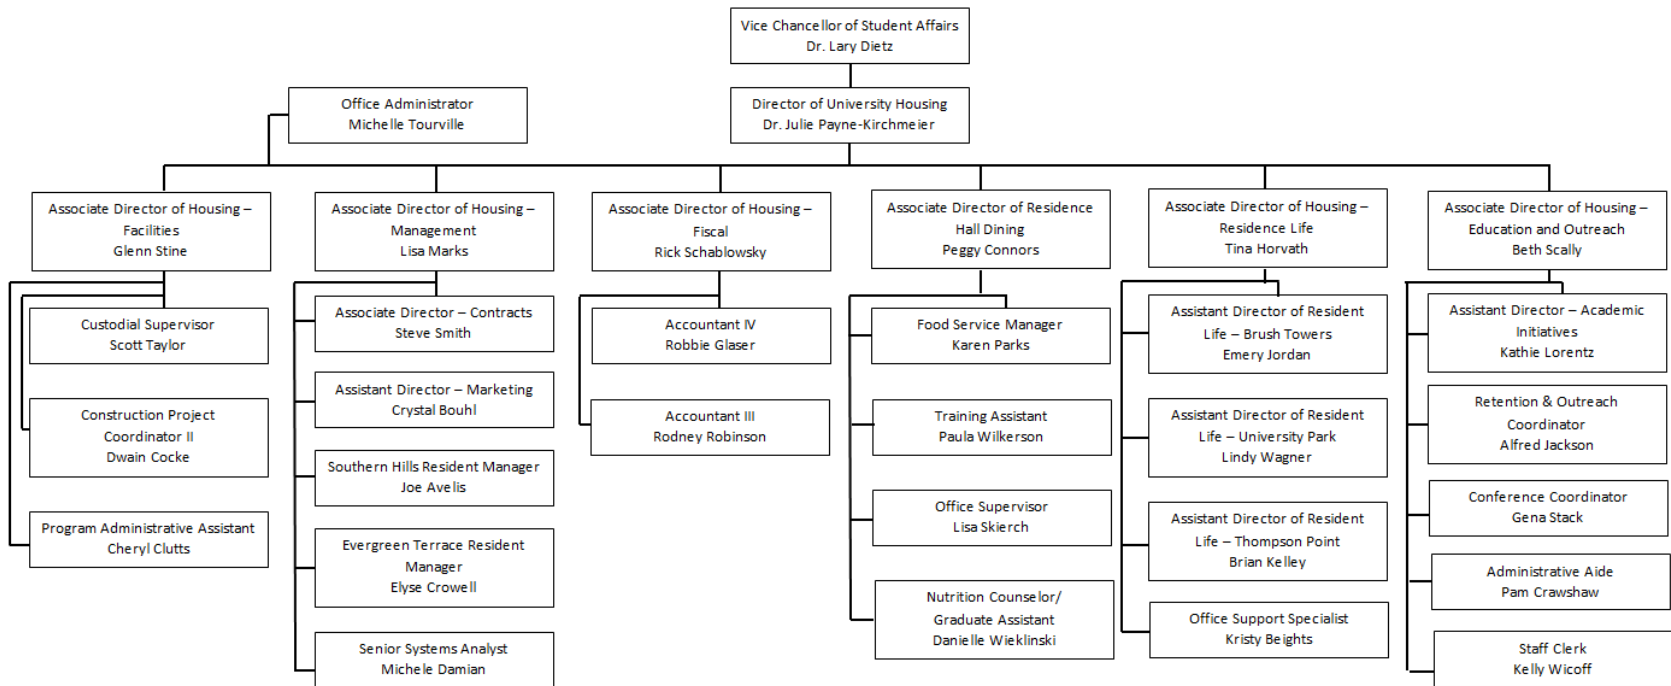 Vice Chancellor of Student Affairs
Dr. Lary Dietz
Office Administrator
Michelle Tourville
Director of University Housing
Dr. Julie Payne-Kirchmeier
Associate Director of Housing –
Facilities
Glenn Stine
Associate Director of Housing –
Management
Lisa Marks
Associate Director of Housing –
Fiscal
Rick Schablowsky
Associate Director of Residence
Hall Dining
Peggy Connors
Associate Director of Housing –
Residence Life
Tina Horvath
Associate Director of Housing –
Education and Outreach
Beth Scally
Custodial Supervisor
Scott Taylor
Construction Project
Coordinator II
Dwain Cocke
Program Administrative Assistant
Cheryl Clutts
Associate Director – Contracts
Steve Smith
Assistant Director – Marketing
Crystal Bouhl
Southern Hills Resident Manager
Joe Avelis
Evergreen Terrace Resident
Manager
Elyse Crowell
Senior Systems Analyst
Michele Damian
Accountant IV
Robbie Glaser
Accountant III
Rodney Robinson
Food Service Manager
Karen Parks
Training Assistant
Paula Wilkerson
Office Supervisor
Lisa Skierch
Nutrition Counselor/
Graduate Assistant
Danielle Wieklinski
Assistant Director of Resident
Life – Brush Towers
Emery Jordan
Assistant Director of Resident
Life – University Park
Lindy Wagner
Assistant Director of Resident
Life – Thompson Point
Brian Kelley
Office Support Specialist
Kristy Beights
Assistant Director – Academic
Initiatives
Kathie Lorentz
Retention & Outreach
Coordinator
Alfred Jackson
Conference Coordinator
Gena Stack
Administrative Aide
Pam Crawshaw
Staff Clerk
Kelly Wicoff